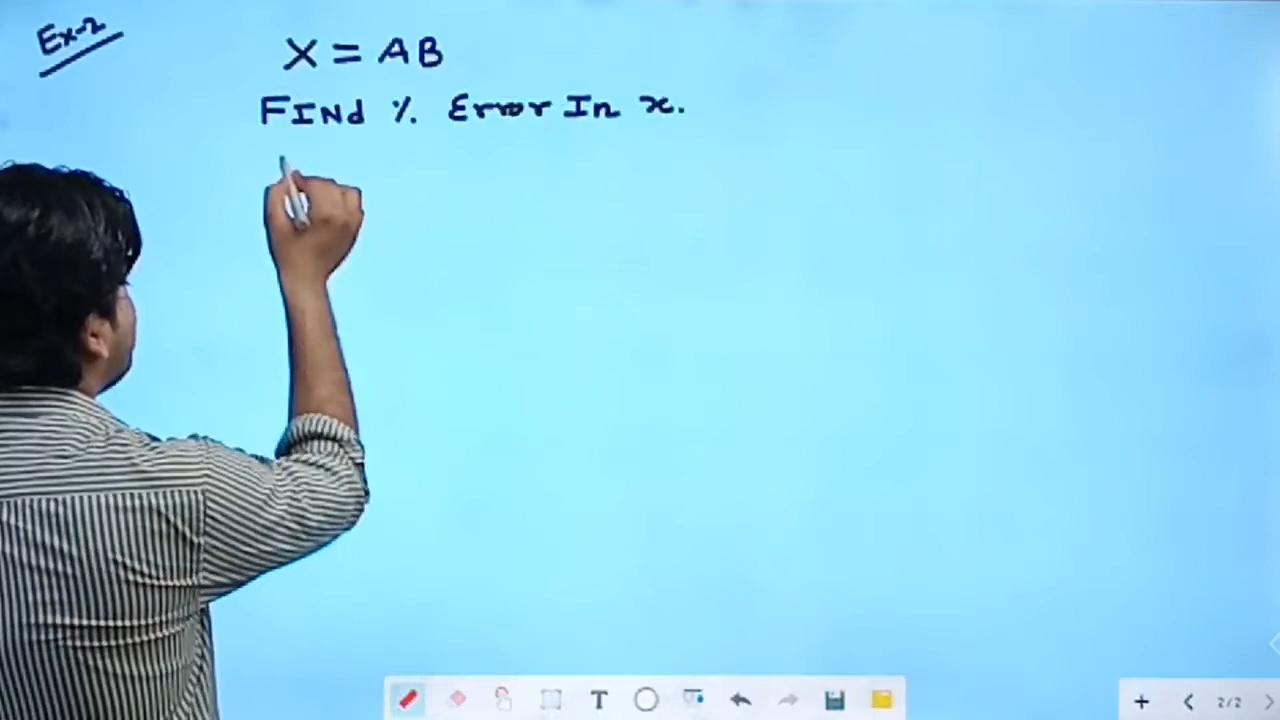 Ex-2
X = AB
FINd % Error In x.
T
2/2